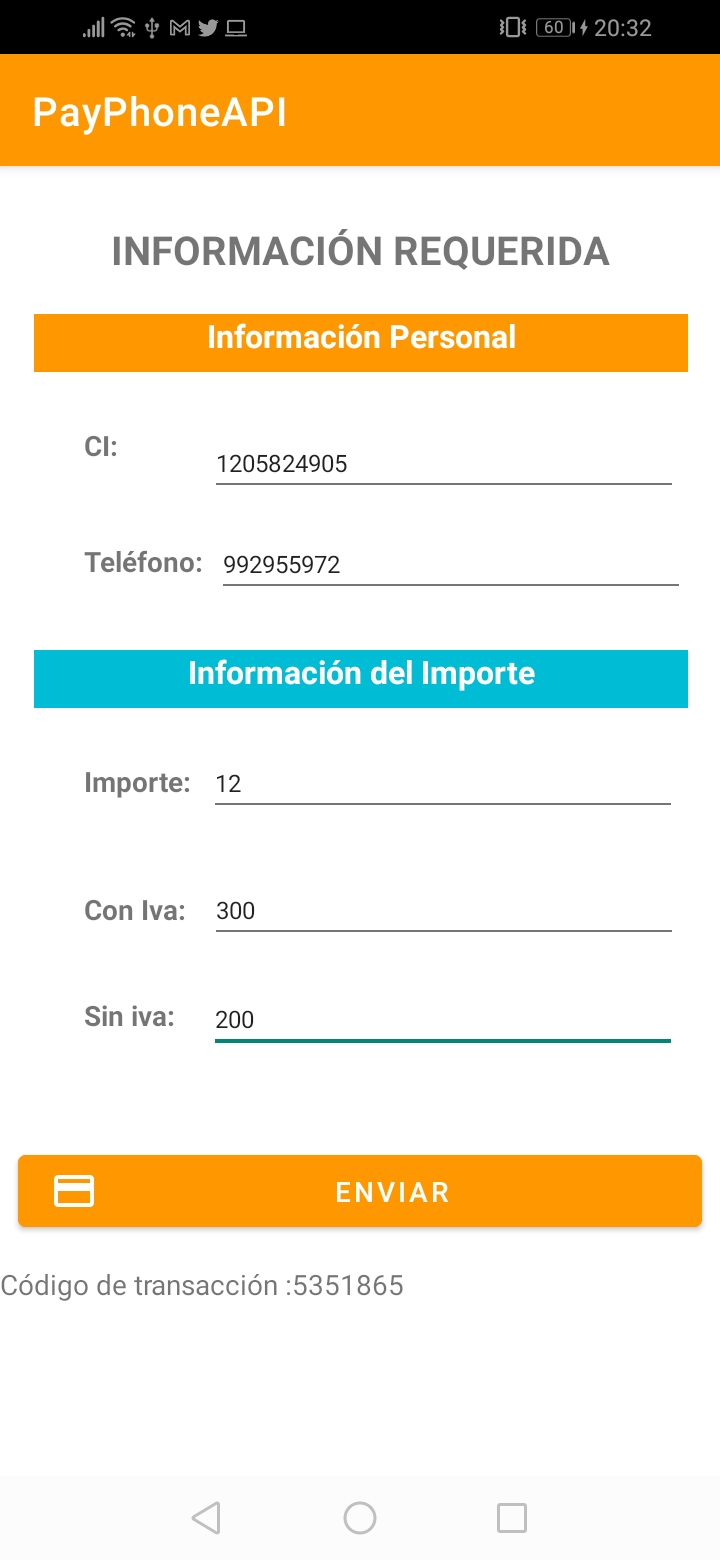 60 20:32
PayPhoneAPI
INFORMACIÓN REQUERIDA
Información Personal
CI: 1205824905
Teléfono: 992955972
Información del Importe
Importe: 12
Con Iva: 300
Sin iva: 200
ENVIAR
Código de transacción :5351865